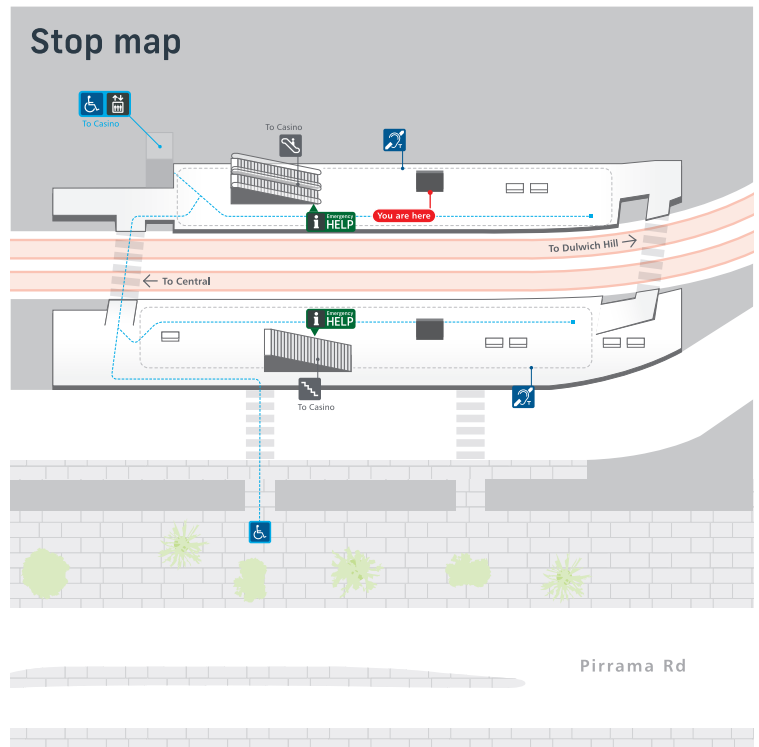 Stop map
To Casino
To Casino
T
Emergency
i HELP
You are here
To Dulwich Hill →
← To Central
Emergency
i HELP
To Casino
T
Pirrama Rd